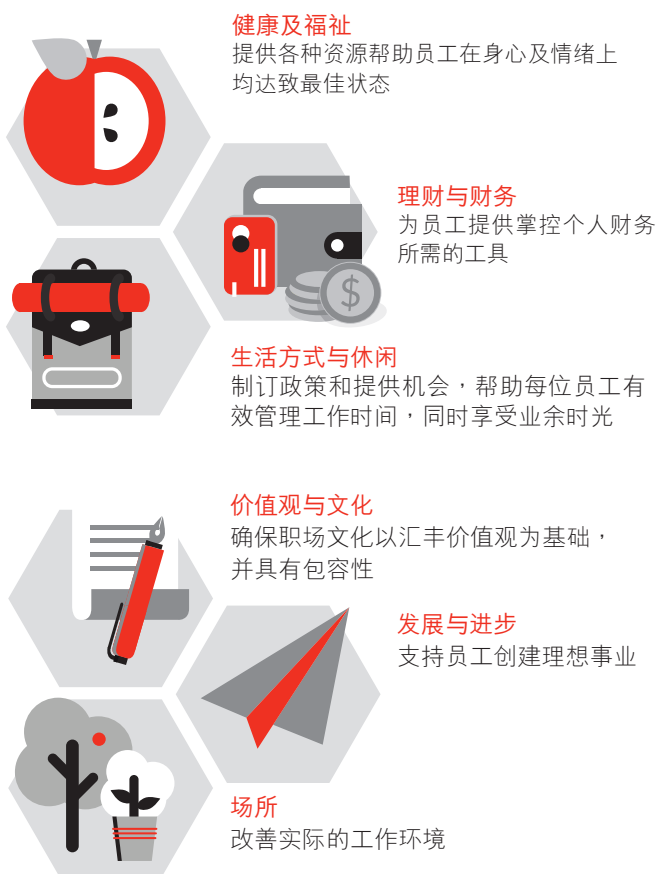 健康及福祉
提供各种资源帮助员工在身心及情绪上
均达致最佳状态
理财与财务
为员工提供掌控个人财务
所需的工具
$
生活方式与休闲
制订政策和提供机会，帮助每位员工有
效管理工作时间，同时享受业余时光
价值观与文化
确保职场文化以汇丰价值观为基础，
并具有包容性
发展与进步
支持员工创建理想事业
场所
改善实际的工作环境